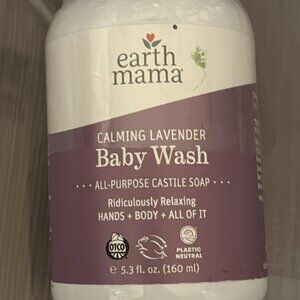 earth
mama
CALMING LAVENDER
Baby Wash
ALL-PURPOSE CASTILE SOAP
Ridiculously Relaxing
HANDS + BODY + ALL OF IT
OTCO
PLASTIC
NEUTRAL
℮ 5.3 fl. oz. (160 ml)